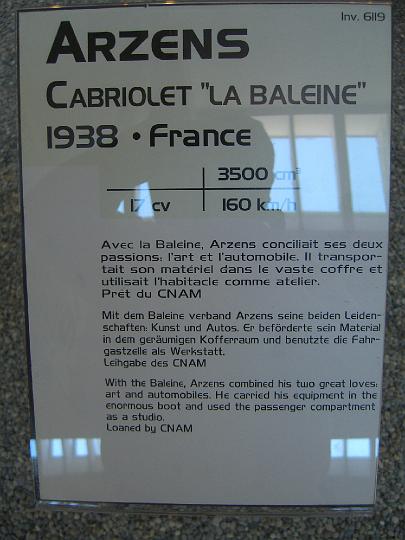 Inv. 6119
ARZENS
CABRIOLET "LA BALEINE"
1938 • FRANCE
3500 cm³
17 cv 160 km/h
Avec la Baleine, Arzens conciliait ses deux
passions: l'art et l'automobile. Il transpor-
tait son matériel dans le vaste coffre et
utilisait l'habitacle comme atelier.
Prêt du CNAM
Mit dem Baleine verband Arzens seine beiden Leiden-
schaften: Kunst und Autos. Er beförderte sein Material
in dem geräumigen Kofferraum und benutzte die Fahr-
gastzelle als Werkstatt.
Leihgabe des CNAM
With the Baleine, Arzens combined his two great loves:
art and automobiles. He carried his equipment in the
enormous boot and used the passenger compartment
as a studio.
Loaned by CNAM